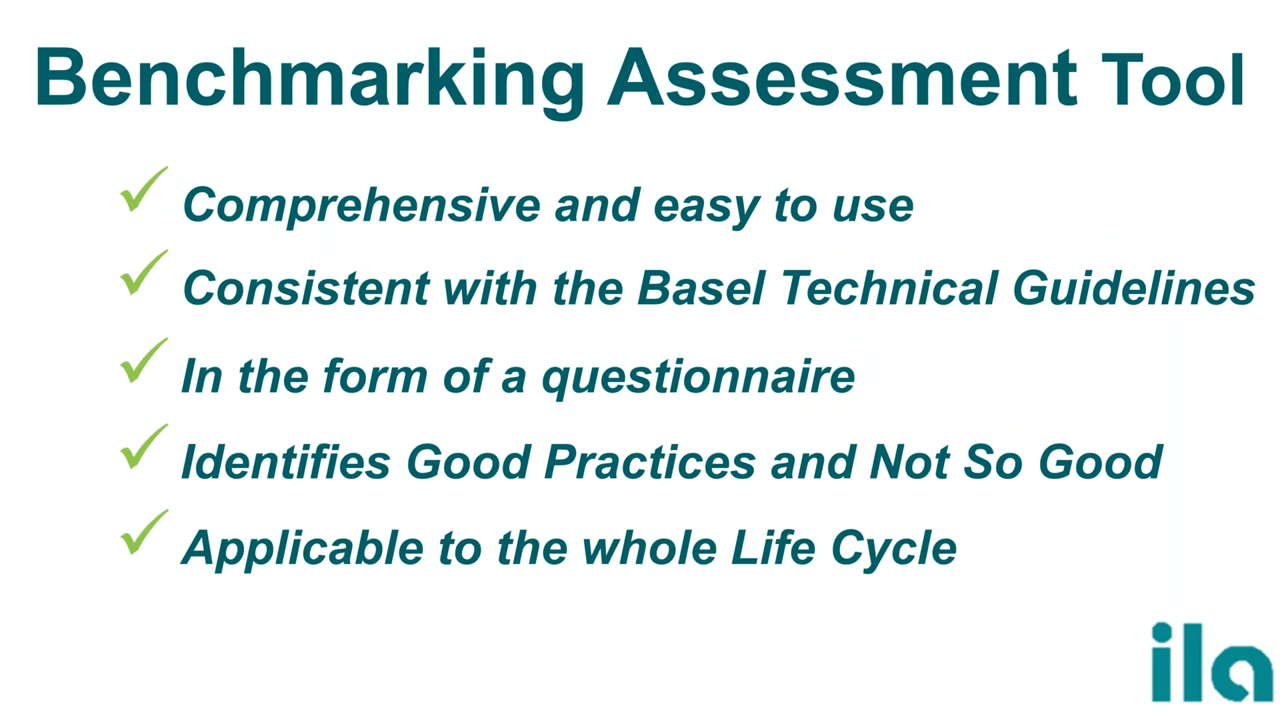 Benchmarking Assessment Tool
Comprehensive and easy to use
Consistent with the Basel Technical Guidelines
In the form of a questionnaire
Identifies Good Practices and Not So Good
Applicable to the whole Life Cycle
ila